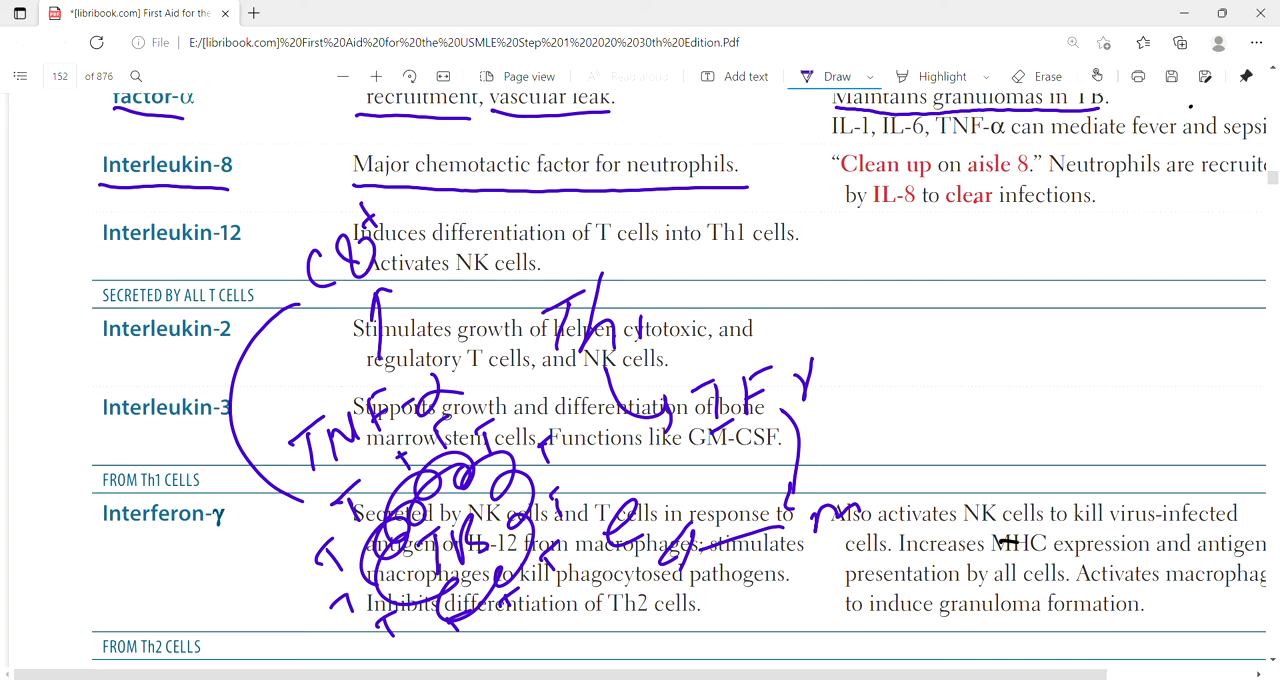 *[libribook.com] First Aid for the
File E:/[libribook.com]%20First%20Aid%20for%20the%20USMLE%20Step%201%202020%2030th%20Edition.Pdf
152 of 876 Page view Read aloud Add text Draw Highlight Erase
factor-α recruitment, vascular leak. Maintains granulomas in TB.
IL-1, IL-6, TNF-α can mediate fever and sepsi
Interleukin-8 Major chemotactic factor for neutrophils. “Clean up on aisle 8.” Neutrophils are recruite
by IL-8 to clear infections.
Interleukin-12 Induces differentiation of T cells into Th1 cells.
Activates NK cells.
SECRETED BY ALL T CELLS
Interleukin-2 Stimulates growth of helper, cytotoxic, and
regulatory T cells, and NK cells.
Interleukin-3 Supports growth and differentiation of bone
marrow stem cells. Functions like GM-CSF.
FROM Th1 CELLS
Interferon-γ Secreted by NK cells and T cells in response to Also activates NK cells to kill virus-infected
antigen or IL-12 from macrophages; stimulates cells. Increases MHC expression and antigen
macrophages to kill phagocytosed pathogens. presentation by all cells. Activates macrophag
Inhibits differentiation of Th2 cells. to induce granuloma formation.
FROM Th2 CELLS
Th1
TNF-α
IF γ
TB
T T T T T T T T T T T
m